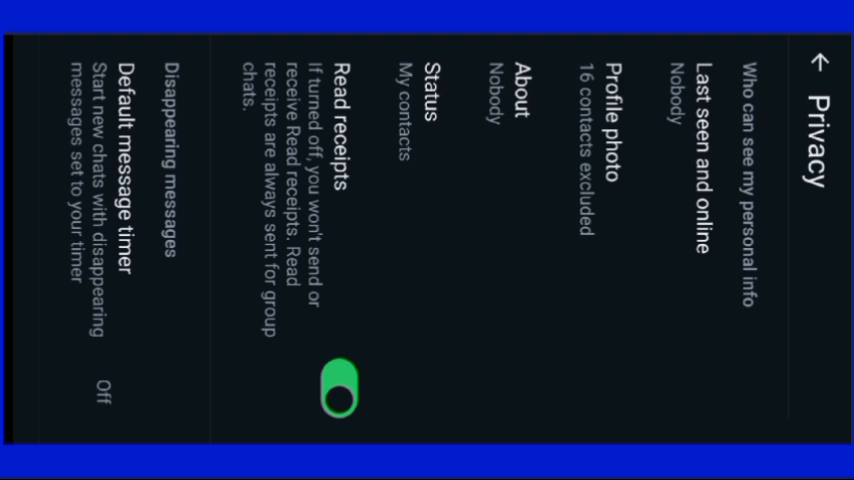 Privacy
Who can see my personal info
Last seen and online
Nobody
Profile photo
16 contacts excluded
About
Nobody
Status
My contacts
Read receipts
If turned off, you won't send or
receive Read receipts. Read
receipts are always sent for group
chats.
Disappearing messages
Default message timer
Start new chats with disappearing
messages set to your timer
Off